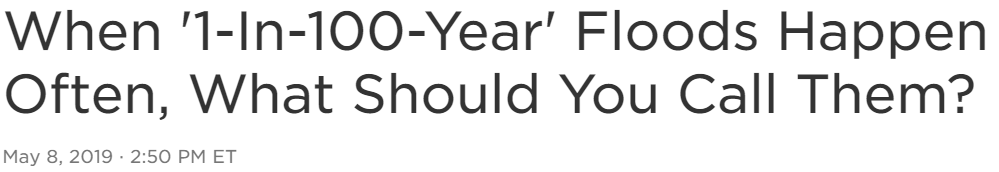 When '1-In-100-Year' Floods Happen
Often, What Should You Call Them?
May 8, 2019 · 2:50 PM ET